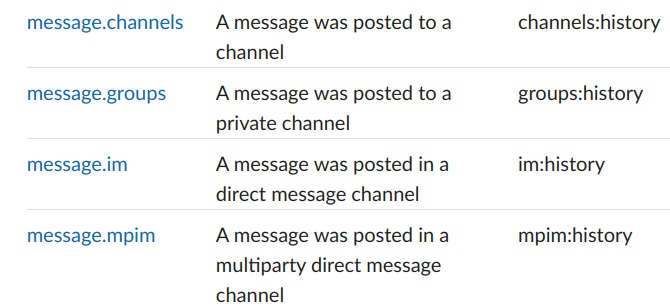 message.channels A message was posted to a channels:history
channel
message.groups A message was posted to a groups:history
private channel
message.im A message was posted in a im:history
direct message channel
message.mpim A message was posted in a mpim:history
multiparty direct message
channel